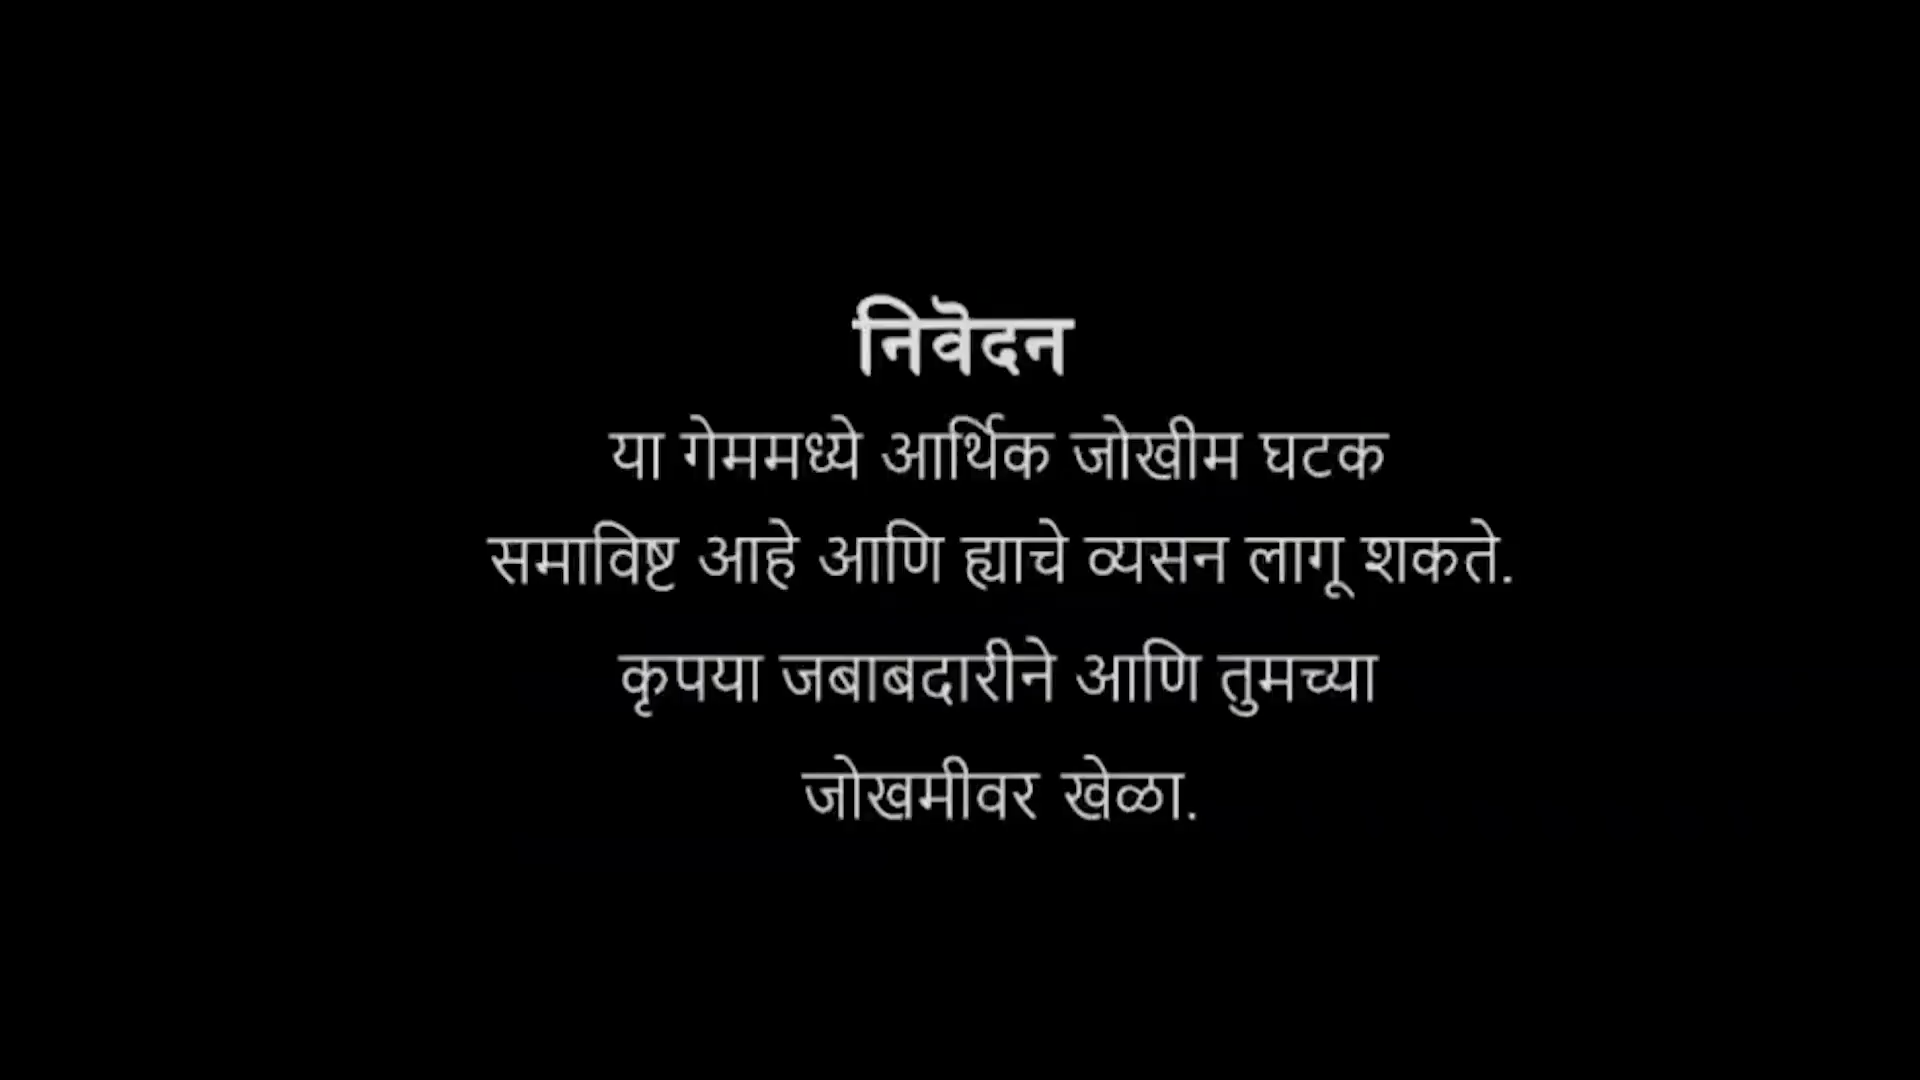 निवॆदन
या गेममध्ये आर्थिक जोखीम घटक
समाविष्ट आहे आणि ह्याचे व्यसन लागू शकते.
कृपया जबाबदारीने आणि तुमच्या
जोखमीवर खेळा.